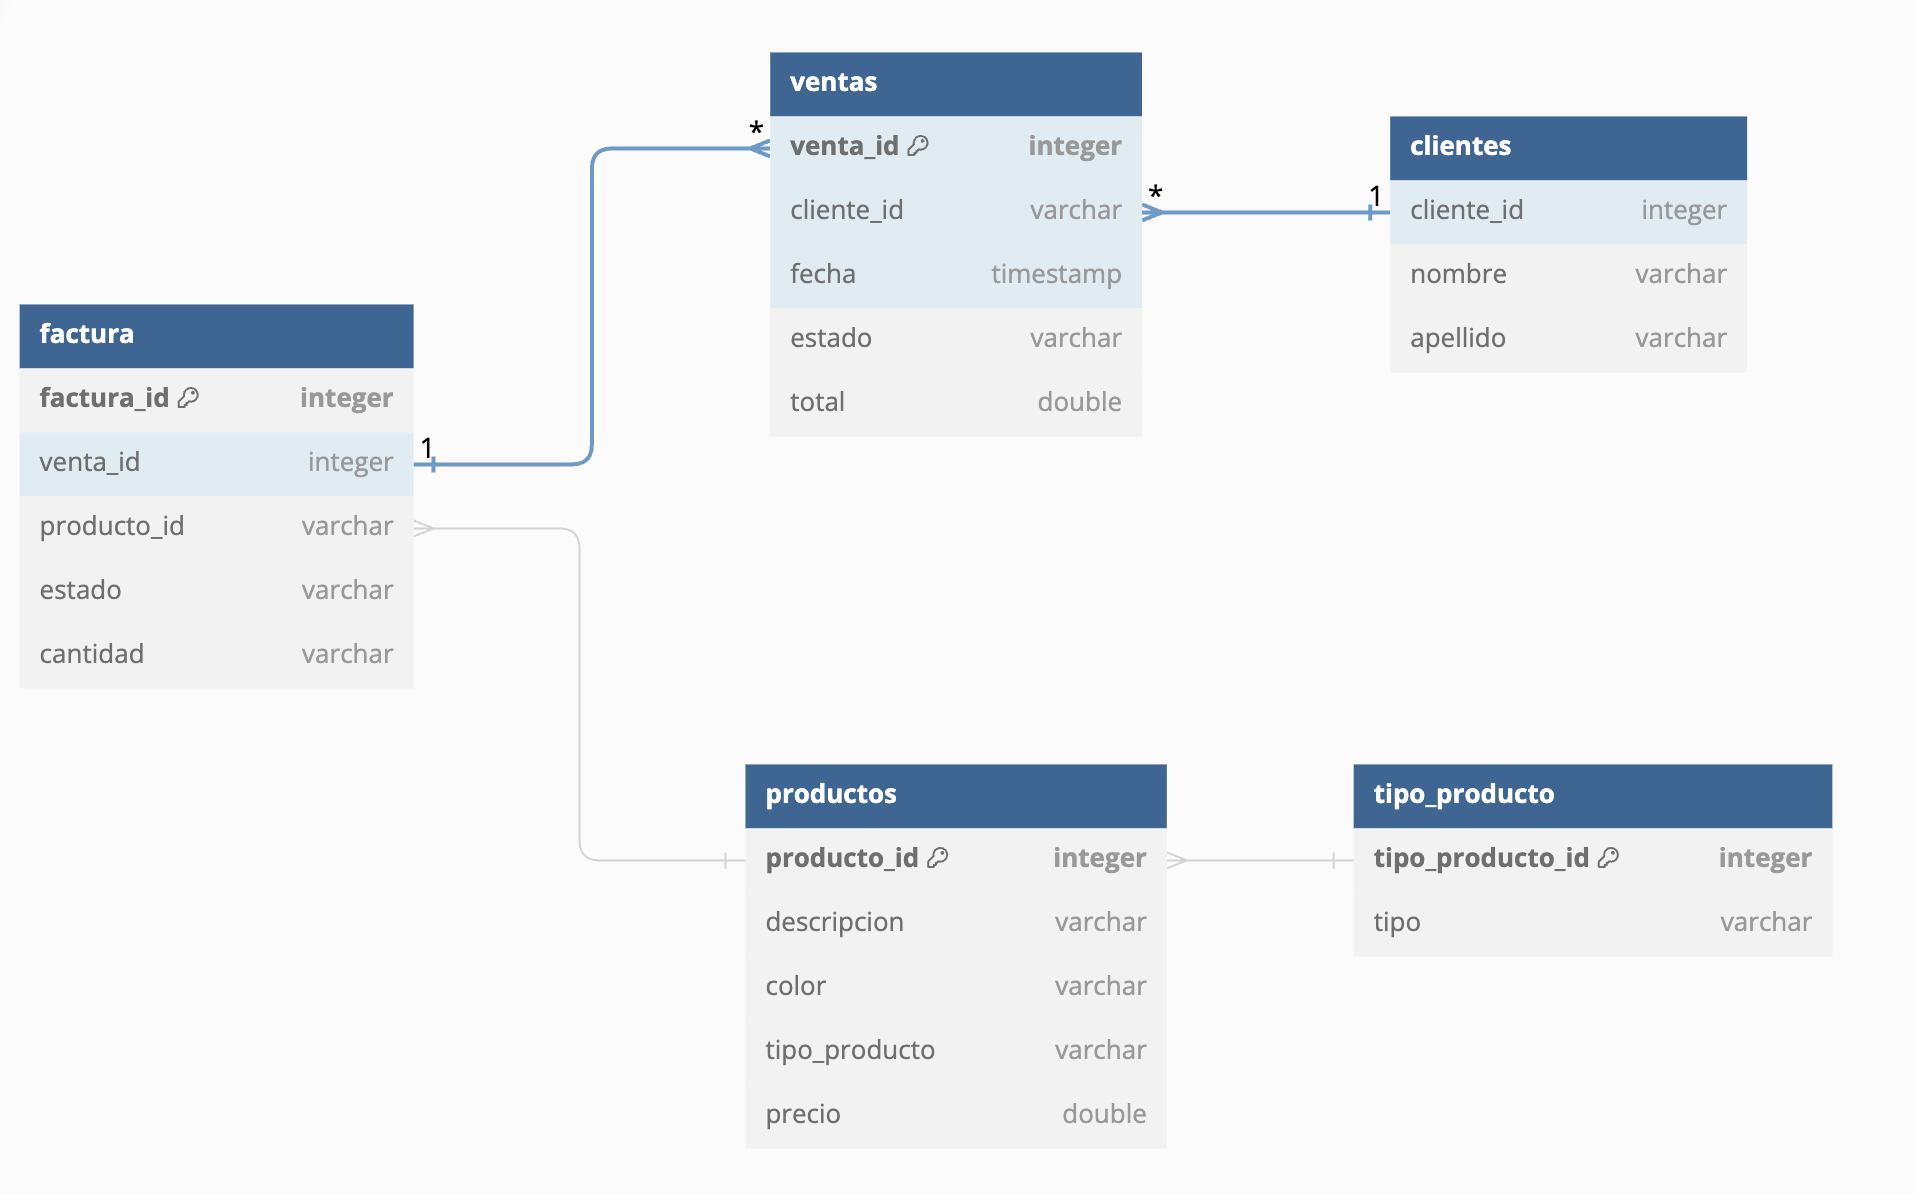 ventas
venta_id integer
cliente_id varchar
fecha timestamp
estado varchar
total double
*
*
1
clientes
cliente_id integer
nombre varchar
apellido varchar
factura
factura_id integer
venta_id integer
producto_id varchar
estado varchar
cantidad varchar
1
productos
producto_id integer
descripcion varchar
color varchar
tipo_producto varchar
precio double
tipo_producto
tipo_producto_id integer
tipo varchar